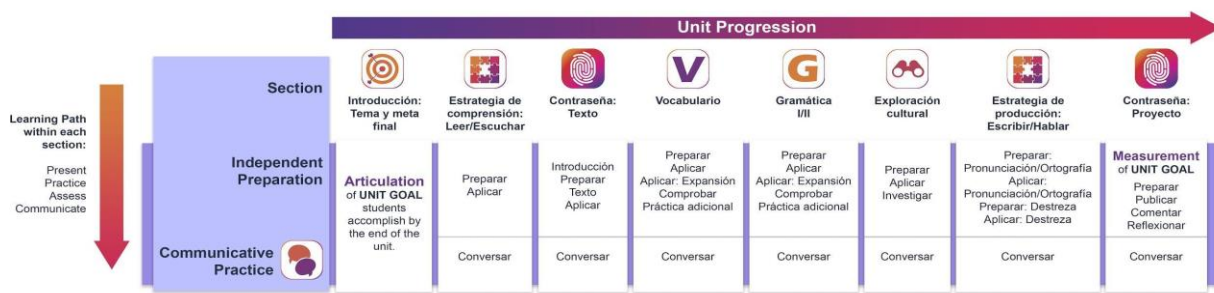 Unit Progression
Learning Path
within each
section:
Present
Practice
Assess
Communicate
Section
Introducción:
Tema y meta
final
Estrategia de
comprensión:
Leer/Escuchar
Contraseña:
Texto
V
Vocabulario
G
Gramática
I/II
Exploración
cultural
Estrategia de
producción:
Escribir/Hablar
Contraseña:
Proyecto
Independent
Preparation
Articulation
of UNIT GOAL
students
accomplish by
the end of the
unit.
Preparar
Aplicar
Introducción
Preparar
Texto
Aplicar
Preparar
Aplicar
Aplicar: Expansión
Comprobar
Práctica adicional
Preparar
Aplicar
Aplicar: Expansión
Comprobar
Práctica adicional
Preparar
Aplicar
Investigar
Preparar:
Pronunciación/Ortografía
Aplicar:
Pronunciación/Ortografía
Preparar: Destreza
Aplicar: Destreza
Measurement
of UNIT GOAL
Preparar
Publicar
Comentar
Reflexionar
Communicative
Practice
Conversar
Conversar
Conversar
Conversar
Conversar
Conversar
Conversar